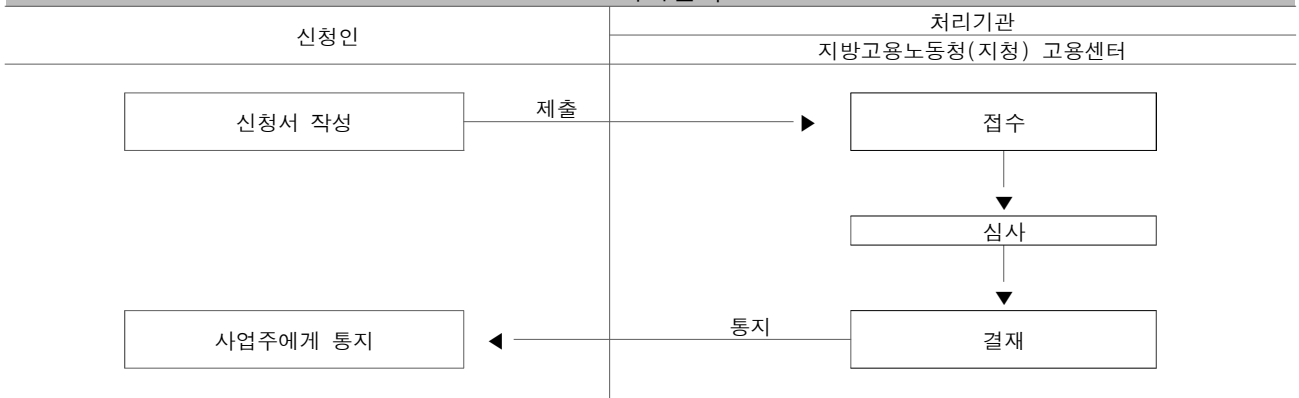 신청인
처리기관
지방고용노동청(지청) 고용센터
신청서 작성
제출
접수
심사
사업주에게 통지
통지
결재